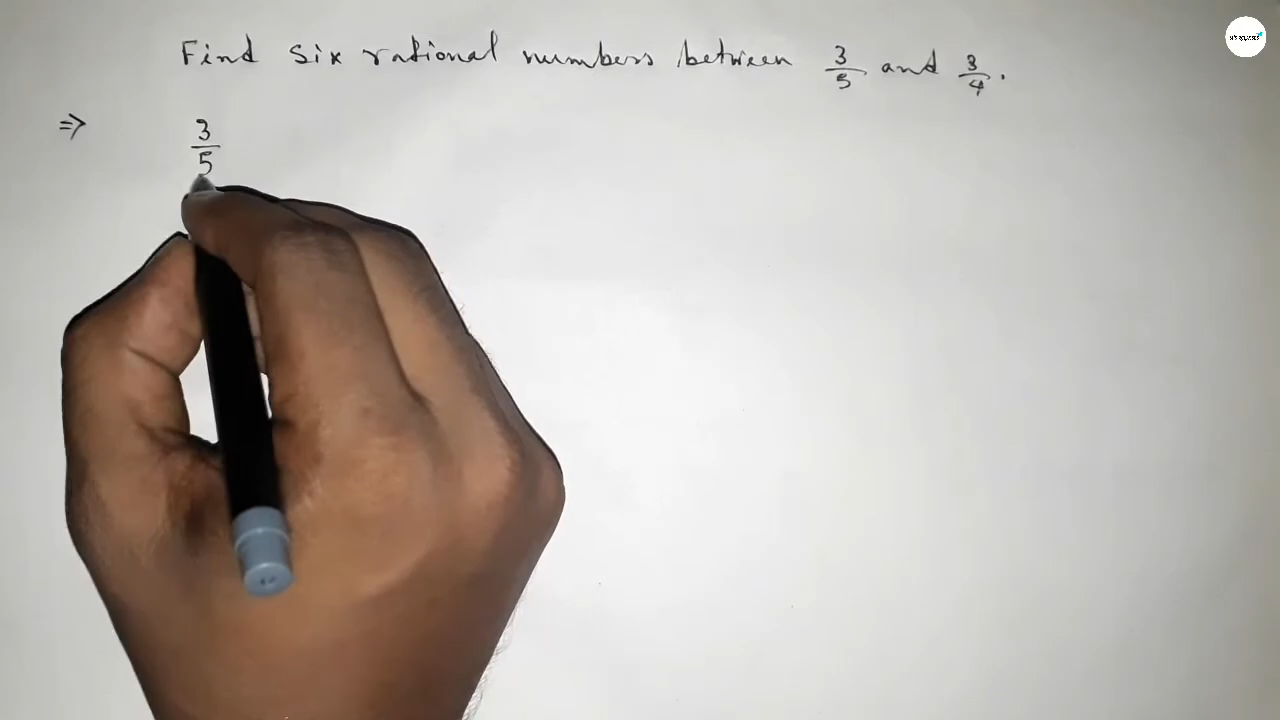 Find six rational numbers between 3/5 and 3/4.
⇒ 3/5